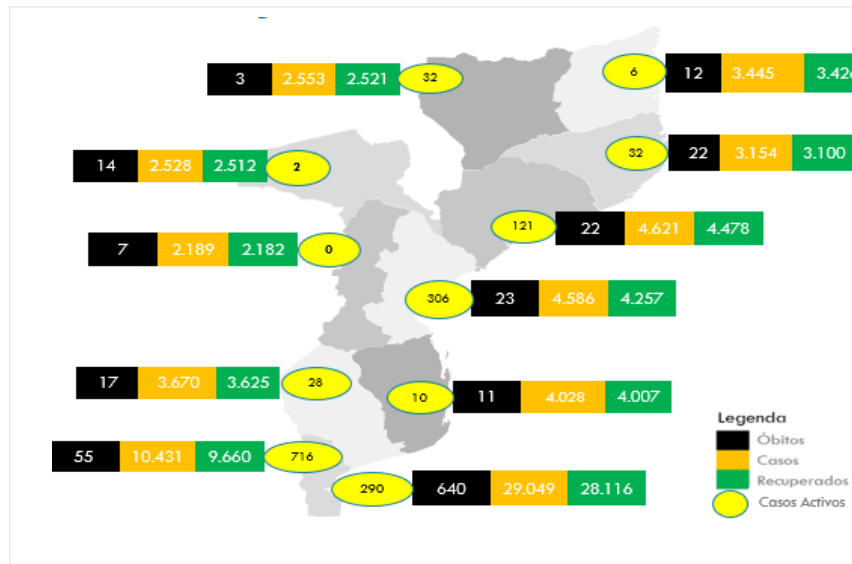 3 2.553 2.521 32
6 12 3.445 3.426
14 2.528 2.512 2
32 22 3.154 3.100
7 2.189 2.182 0
121 22 4.621 4.478
306 23 4.586 4.257
17 3.670 3.625 28
10 11 4.028 4.007
55 10.431 9.660 716
290 640 29.049 28.116
Legenda
Óbitos
Casos
Recuperados
Casos Activos